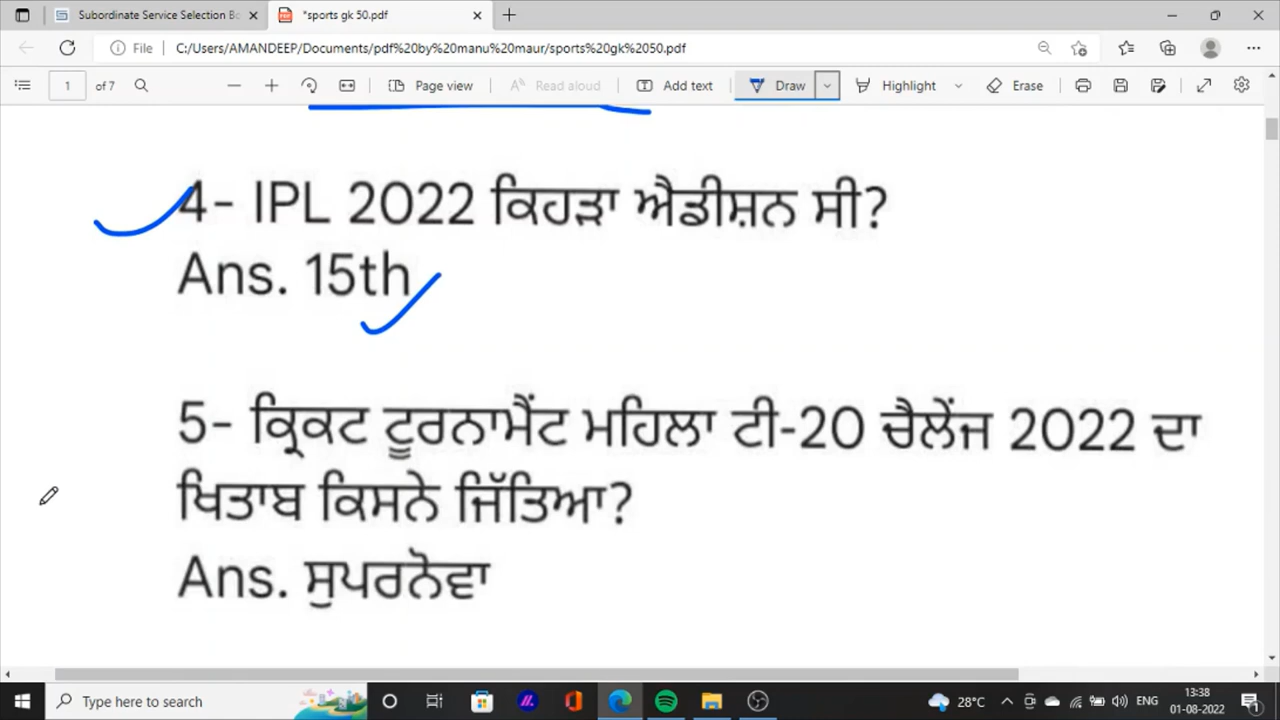 Subordinate Service Selection Bo
*sports gk 50.pdf
File
C:/Users/AMANDEEP/Documents/pdf%20by%20manu%20maur/sports%20gk%2050.pdf
1 of 7
Page view
Read aloud
Add text
Draw
Highlight
Erase
4- IPL 2022 ਕਿਹੜਾ ਐਡੀਸ਼ਨ ਸੀ?
Ans. 15th
5- ਕ੍ਰਿਕਟ ਟੂਰਨਾਮੈਂਟ ਮਹਿਲਾ ਟੀ-20 ਚੈਲੇਂਜ 2022 ਦਾ
ਖਿਤਾਬ ਕਿਸਨੇ ਜਿੱਤਿਆ?
Ans. ਸੁਪਰਨੋਵਾ
Type here to search
28°C
ENG
13:38
01-08-2022
1